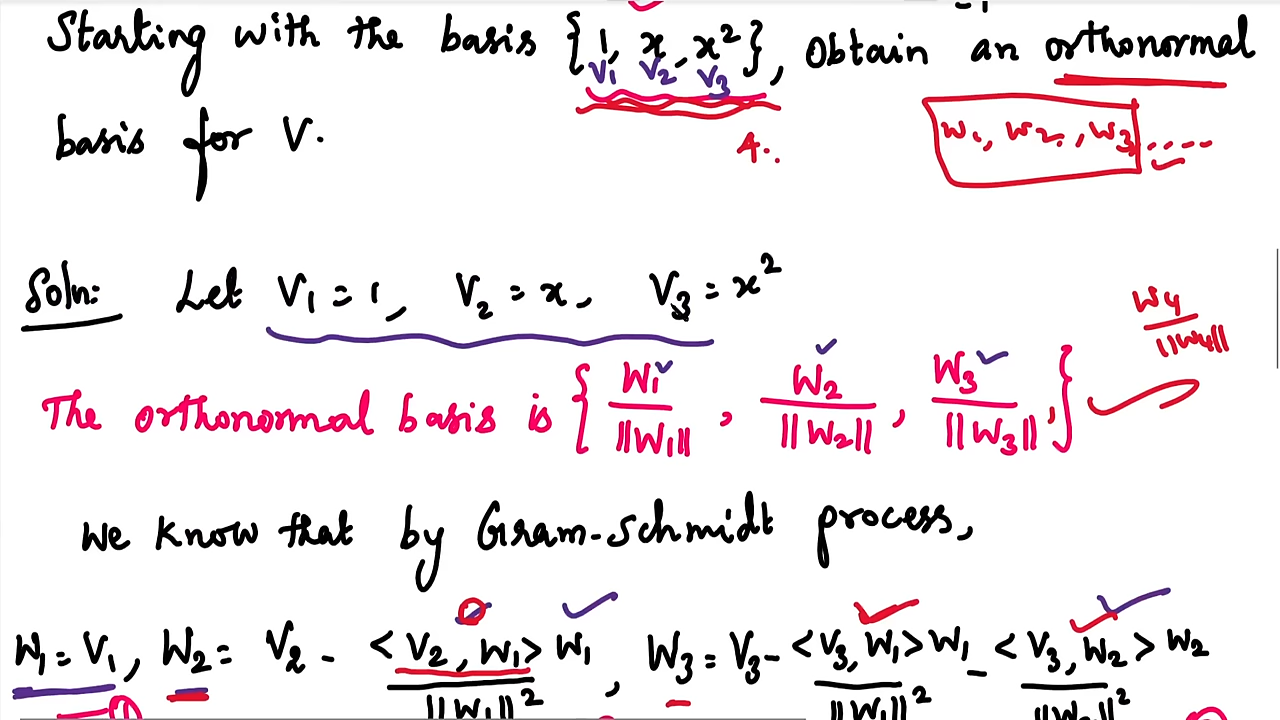 Starting with the basis {1, x, x²}, obtain an orthonormal
V₁ V₂ V₃
basis for V.
4.
W₁, W₂, W₃ .....
Soln: Let V₁ = 1, V₂ = x, V₃ = x²
W₄ / ||W₄||
The orthonormal basis is { W₁/||W₁||, W₂/||W₂||, W₃/||W₃||, }
We know that by Gram-Schmidt process,
W₁ = V₁, W₂ = V₂ - <V₂, W₁> W₁ / ||W₁||², W₃ = V₃ - <V₃, W₁> W₁ / ||W₁||² - <V₃, W₂> W₂ / ||W₂||²